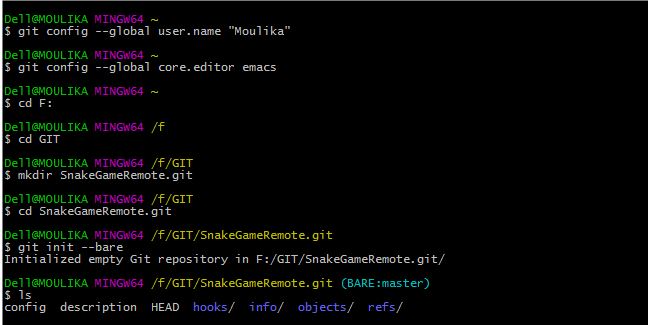 Dell@MOULIKA MINGW64 ~
$ git config --global user.name "Moulika"
Dell@MOULIKA MINGW64 ~
$ git config --global core.editor emacs
Dell@MOULIKA MINGW64 ~
$ cd F:
Dell@MOULIKA MINGW64 /f
$ cd GIT
Dell@MOULIKA MINGW64 /f/GIT
$ mkdir SnakeGameRemote.git
Dell@MOULIKA MINGW64 /f/GIT
$ cd SnakeGameRemote.git
Dell@MOULIKA MINGW64 /f/GIT/SnakeGameRemote.git
$ git init --bare
Initialized empty Git repository in F:/GIT/SnakeGameRemote.git/
Dell@MOULIKA MINGW64 /f/GIT/SnakeGameRemote.git (BARE:master)
$ ls
config  description  HEAD  hooks/  info/  objects/  refs/